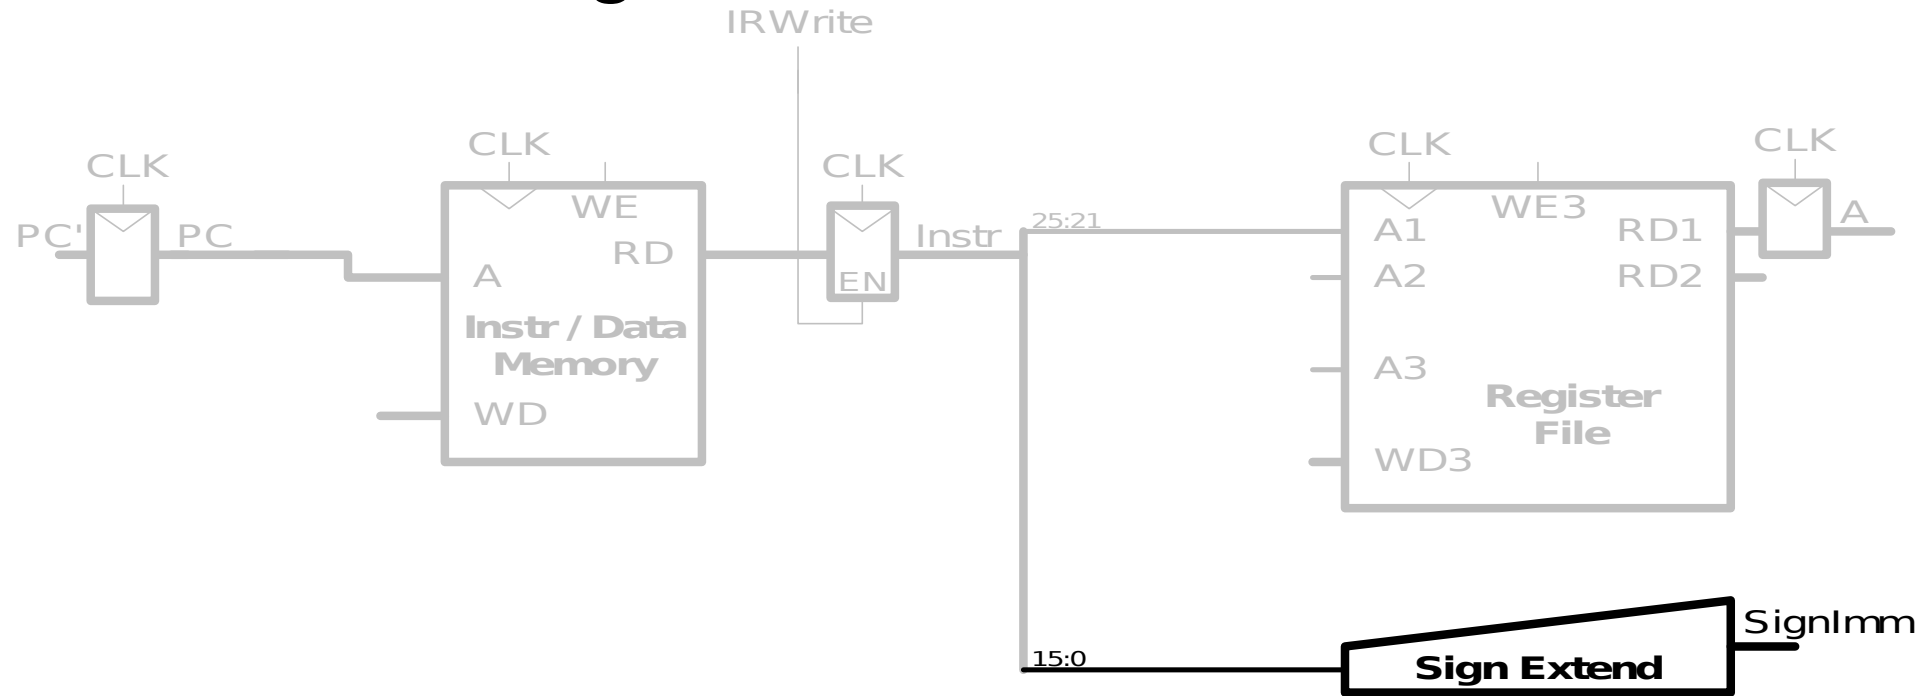 IRWrite
CLK
CLK
CLK
CLK
CLK
PC'
PC
WE
RD
A
Instr / Data
Memory
WD
EN
Instr
25:21
A1
WE3
RD1
A
A2
RD2
A3
Register
File
WD3
SignImm
15:0
Sign Extend